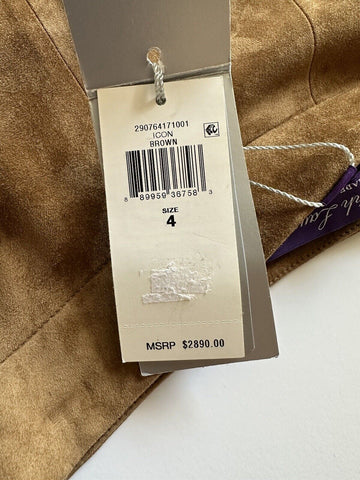 290764171001
ICON
BROWN
8 89959 36758 3
SIZE
4
MSRP $2890.00